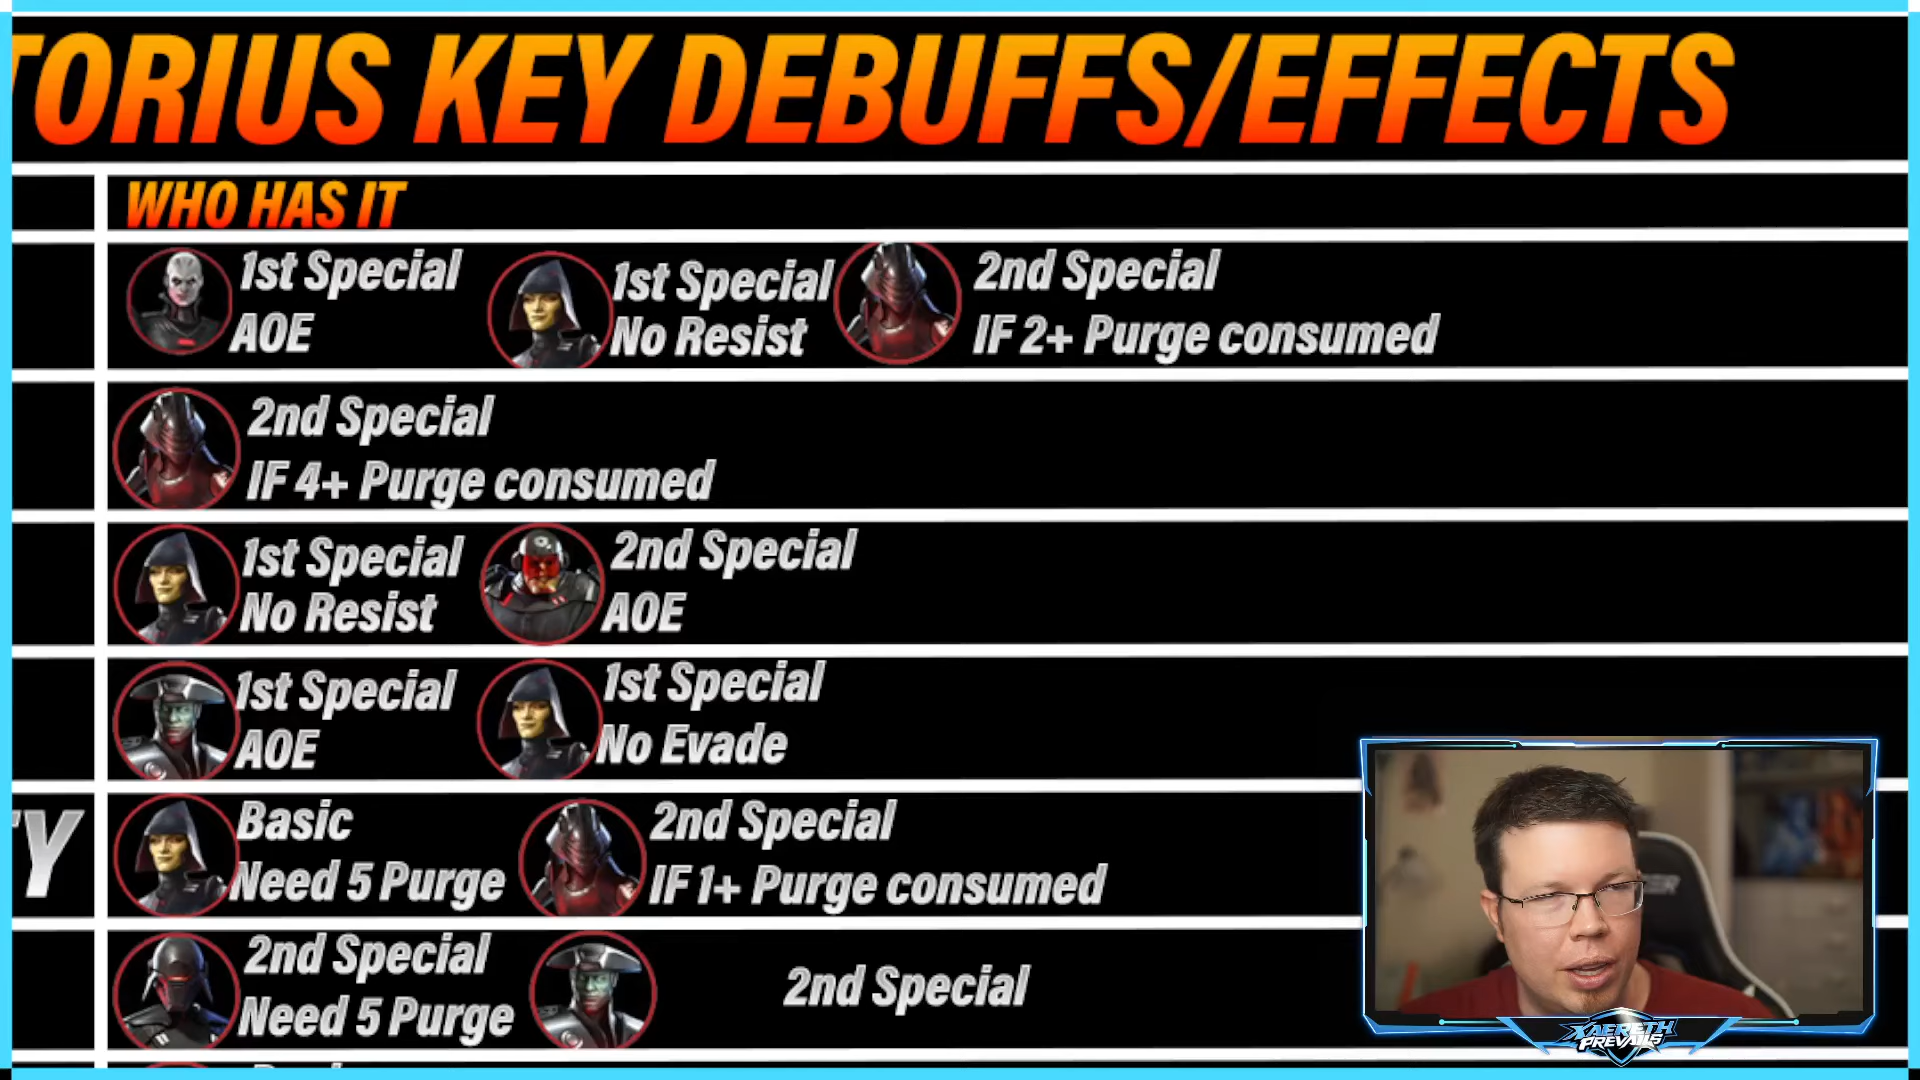 TORIUS KEY DEBUFFS/EFFECTS
WHO HAS IT
1st Special
AOE
1st Special
No Resist
2nd Special
IF 2+ Purge consumed
2nd Special
IF 4+ Purge consumed
1st Special
No Resist
2nd Special
AOE
1st Special
AOE
1st Special
No Evade
TY
Basic
Need 5 Purge
2nd Special
IF 1+ Purge consumed
2nd Special
Need 5 Purge
2nd Special
XAERETH
PREVAILS